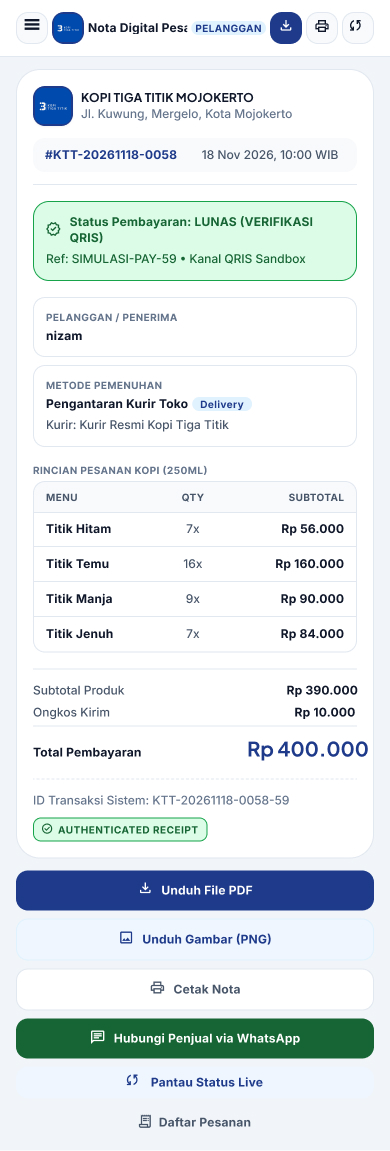 Nota Digital Pesa
PELANGGAN
KOPI TIGA TITIK MOJOKERTO
Jl. Kuwung, Mergelo, Kota Mojokerto
#KTT-20261118-0058 18 Nov 2026, 10:00 WIB
Status Pembayaran: LUNAS (VERIFIKASI
QRIS)
Ref: SIMULASI-PAY-59 • Kanal QRIS Sandbox
PELANGGAN / PENERIMA
nizam
METODE PEMENUHAN
Pengantaran Kurir Toko Delivery
Kurir: Kurir Resmi Kopi Tiga Titik
RINCIAN PESANAN KOPI (250ML)
MENU QTY SUBTOTAL
Titik Hitam 7x Rp 56.000
Titik Temu 16x Rp 160.000
Titik Manja 9x Rp 90.000
Titik Jenuh 7x Rp 84.000
Subtotal Produk Rp 390.000
Ongkos Kirim Rp 10.000
Total Pembayaran Rp 400.000
ID Transaksi Sistem: KTT-20261118-0058-59
AUTHENTICATED RECEIPT
Unduh File PDF
Unduh Gambar (PNG)
Cetak Nota
Hubungi Penjual via WhatsApp
Pantau Status Live
Daftar Pesanan